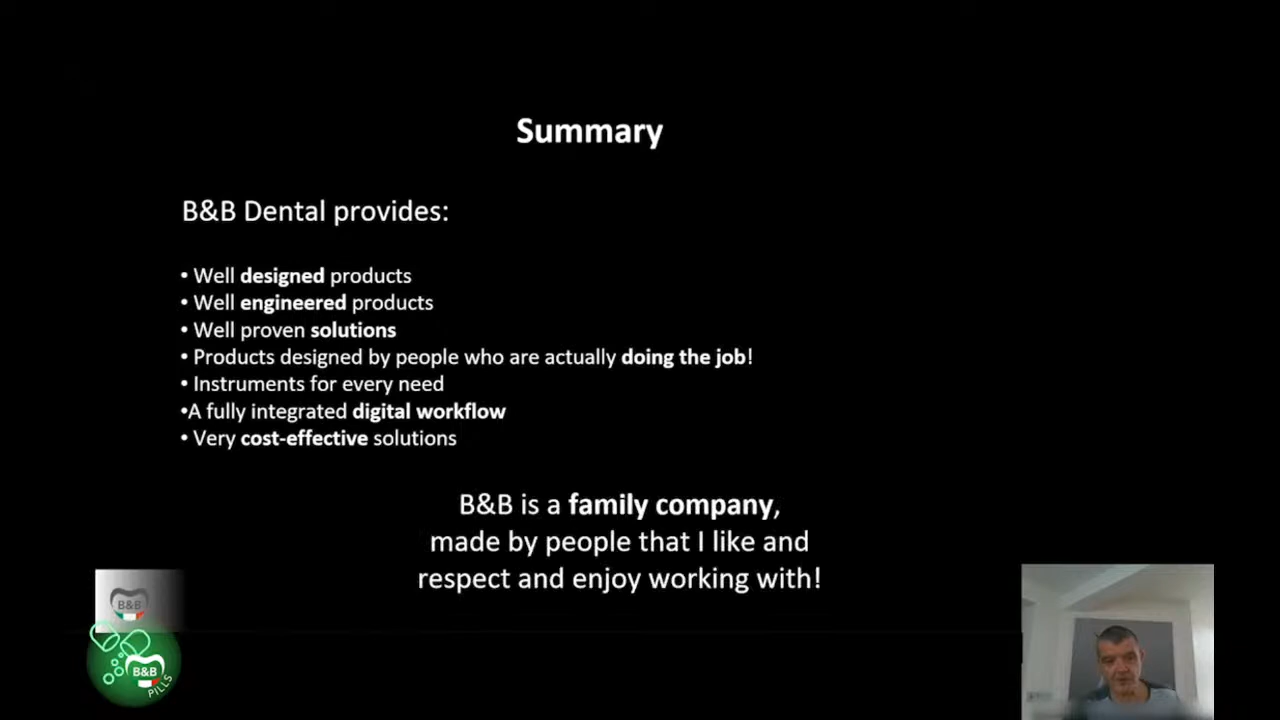 Summary
B&B Dental provides:
• Well designed products
• Well engineered products
• Well proven solutions
• Products designed by people who are actually doing the job!
• Instruments for every need
•A fully integrated digital workflow
• Very cost-effective solutions
B&B is a family company,
made by people that I like and
respect and enjoy working with!
B&B
B&B
PILLS